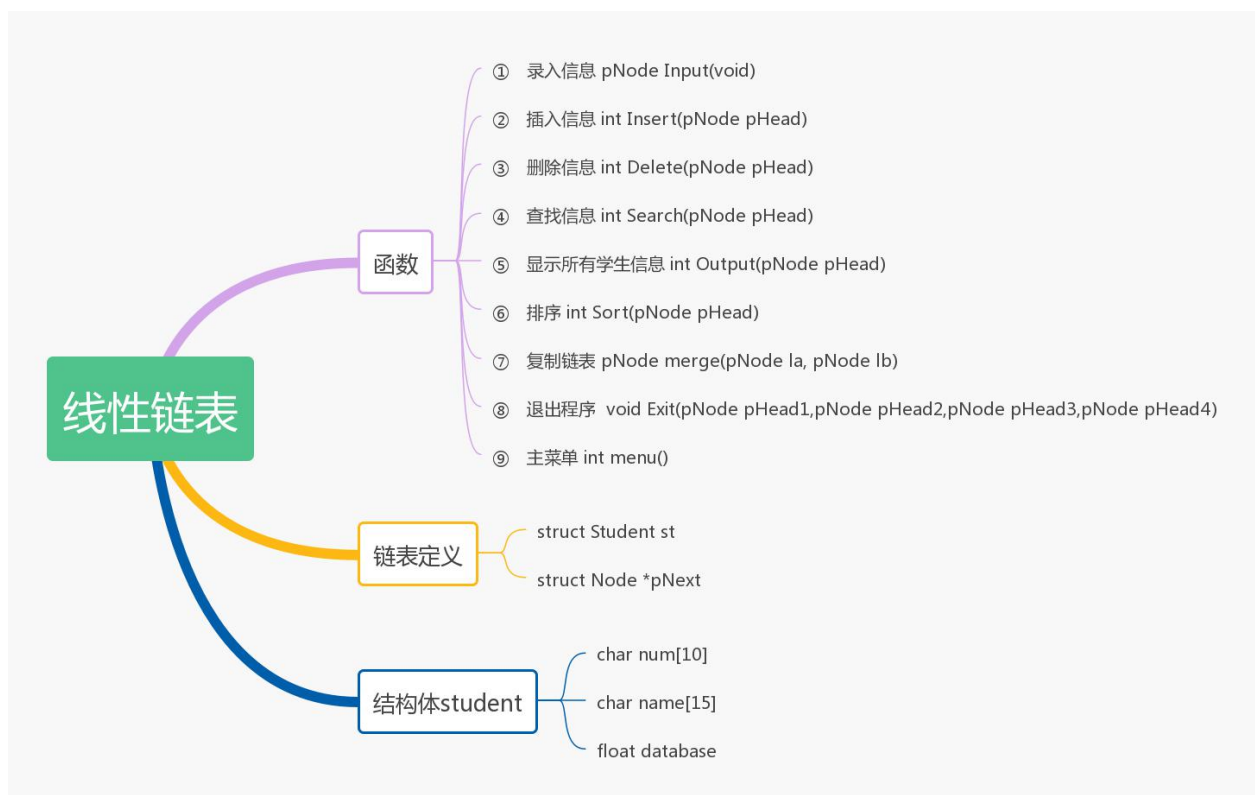 ① 录入信息 pNode Input(void)
② 插入信息 int Insert(pNode pHead)
③ 删除信息 int Delete(pNode pHead)
④ 查找信息 int Search(pNode pHead)
函数
⑤ 显示所有学生信息 int Output(pNode pHead)
⑥ 排序 int Sort(pNode pHead)
⑦ 复制链表 pNode merge(pNode la, pNode lb)
线性链表
⑧ 退出程序 void Exit(pNode pHead1,pNode pHead2,pNode pHead3,pNode pHead4)
⑨ 主菜单 int menu()
链表定义
struct Student st
struct Node *pNext
结构体student
char num[10]
char name[15]
float database